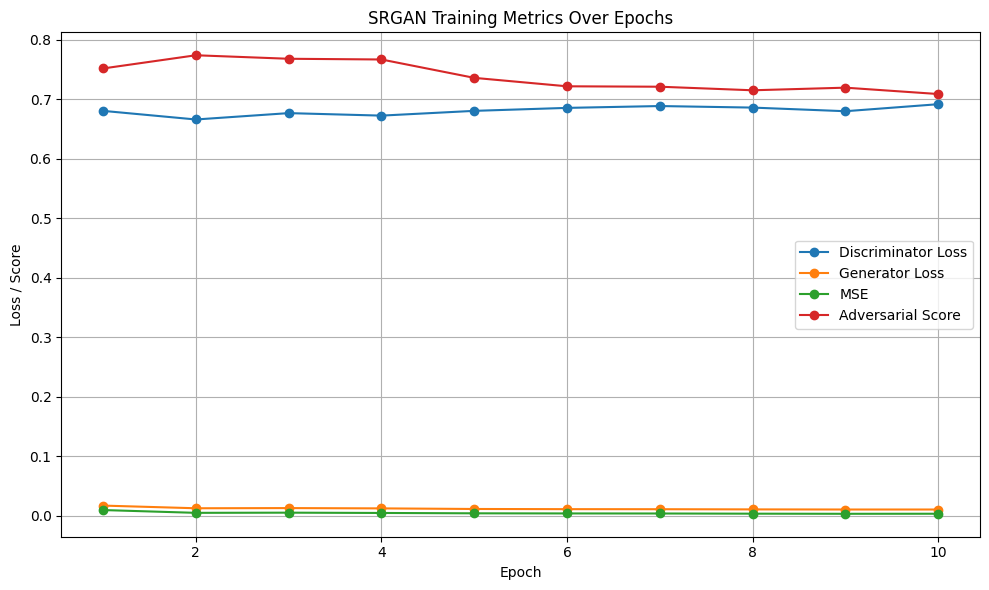 SRGAN Training Metrics Over Epochs
0.8
0.7
0.6
0.5
0.4
0.3
0.2
0.1
0.0
Loss / Score
Discriminator Loss
Generator Loss
MSE
Adversarial Score
2 4 6 8 10
Epoch